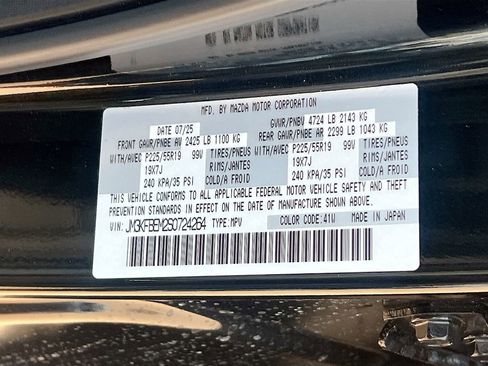 MFD. BY MAZDA MOTOR CORPORATION
DATE 07/25 GVWR/PNBV 4724 LB 2143 KG
FRONT GAWR/PNBE AV 2425 LB 1100 KG REAR GAWR/PNBE AR 2299 LB 1043 KG
WITH/AVEC P225/55R19 99V TIRES/PNEUS WITH/AVEC P225/55R19 99V TIRES/PNEUS
19X7J RIMS/JANTES 19X7J RIMS/JANTES
240 KPA/35 PSI COLD/A FROID 240 KPA/35 PSI COLD/A FROID
THIS VEHICLE CONFORMS TO ALL APPLICABLE FEDERAL MOTOR VEHICLE SAFETY AND THEFT
PREVENTION STANDARDS IN EFFECT ON THE DATE OF MANUFACTURE SHOWN ABOVE.
VIN: JM3KFBEM2S0724264 TYPE: MPV COLOR CODE: 41W MADE IN JAPAN